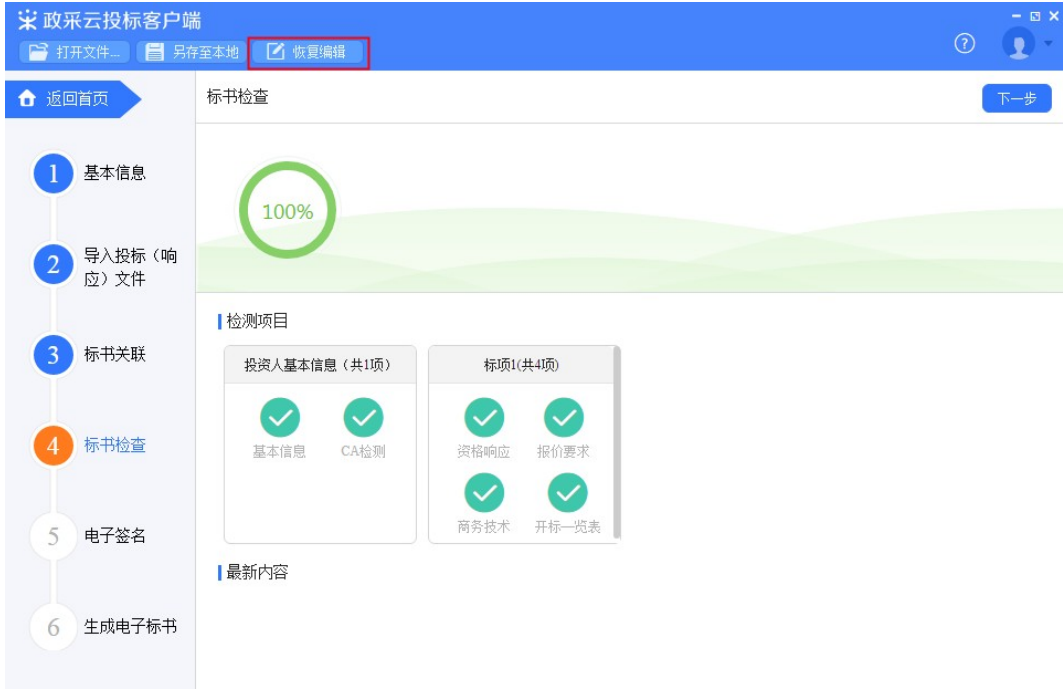 政采云投标客户端
打开文件... 另存至本地 恢复编辑
返回首页
标书检查
下一步
1 基本信息
100%
2 导入投标（响
应）文件
检测项目
3 标书关联
投资人基本信息（共1项）
标项1(共4项)
4 标书检查
基本信息 CA检测
资格响应 报价要求
商务技术 开标一览表
5 电子签名
最新内容
6 生成电子标书